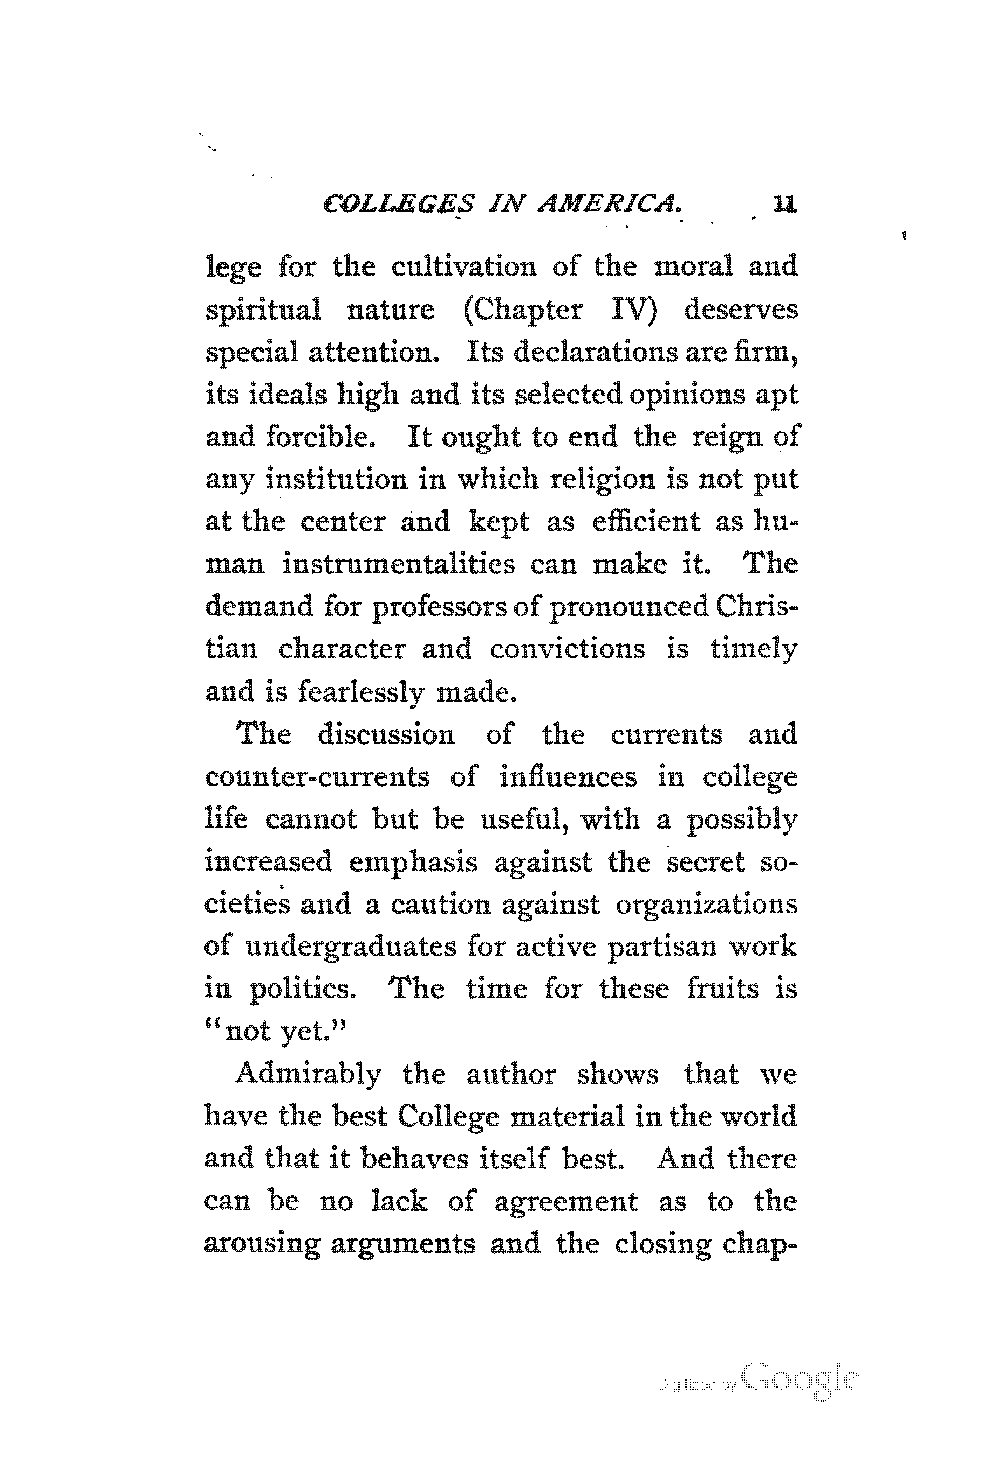 COLLEGES IN AMERICA. 11
lege for the cultivation of the moral and
spiritual nature (Chapter IV) deserves
special attention. Its declarations are firm,
its ideals high and its selected opinions apt
and forcible. It ought to end the reign of
any institution in which religion is not put
at the center and kept as efficient as hu-
man instrumentalities can make it. The
demand for professors of pronounced Chris-
tian character and convictions is timely
and is fearlessly made.
The discussion of the currents and
counter-currents of influences in college
life cannot but be useful, with a possibly
increased emphasis against the secret so-
cieties and a caution against organizations
of undergraduates for active partisan work
in politics. The time for these fruits is
“not yet.”
Admirably the author shows that we
have the best College material in the world
and that it behaves itself best. And there
can be no lack of agreement as to the
arousing arguments and the closing chap-
Digitized by Google